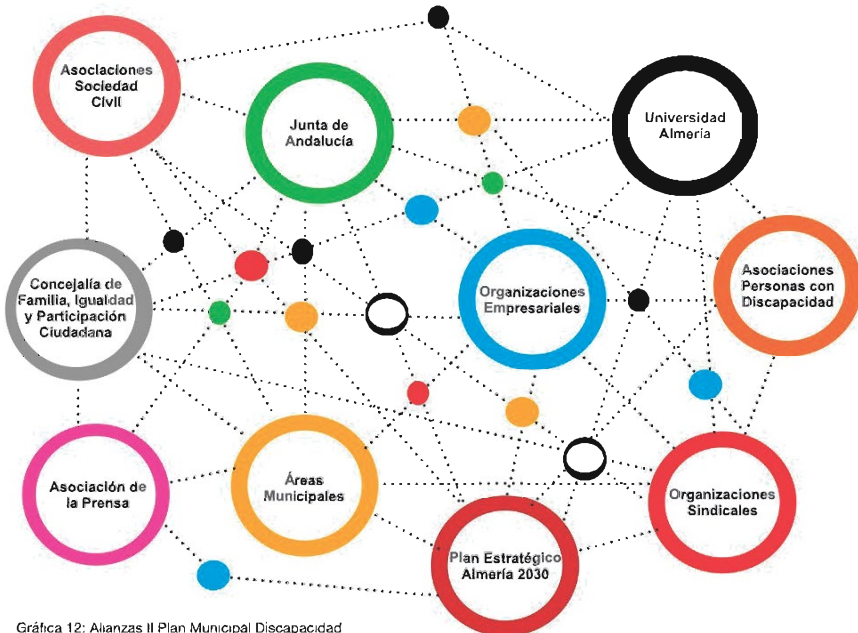 Asociaciones
Sociedad
Civil
Junta de
Andalucía
Universidad
Almería
Concejalía de
Familia, Igualdad
y Participación
Ciudadana
Organizaciones
Empresariales
Asociaciones
Personas con
Discapacidad
Asociación de
la Prensa
Áreas
Municipales
Plan Estratégico
Almería 2030
Organizaciones
Sindicales
Gráfica 12: Alianzas II Plan Municipal Discapacidad